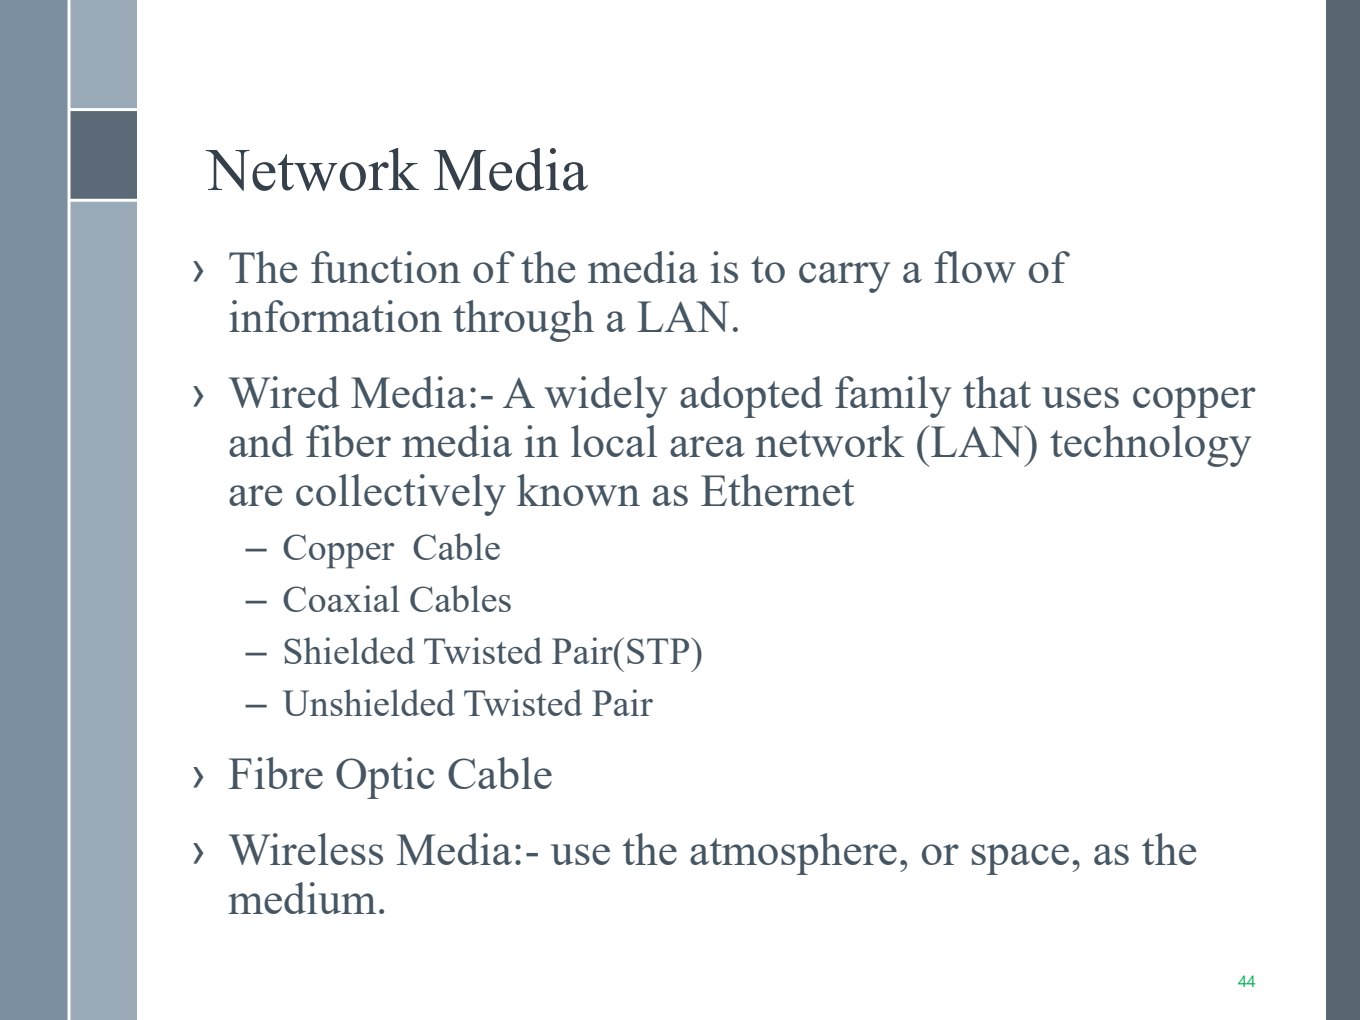 Network Media
› The function of the media is to carry a flow of
information through a LAN.
› Wired Media:- A widely adopted family that uses copper
and fiber media in local area network (LAN) technology
are collectively known as Ethernet
– Copper  Cable
– Coaxial Cables
– Shielded Twisted Pair(STP)
– Unshielded Twisted Pair
› Fibre Optic Cable
› Wireless Media:- use the atmosphere, or space, as the
medium.
44